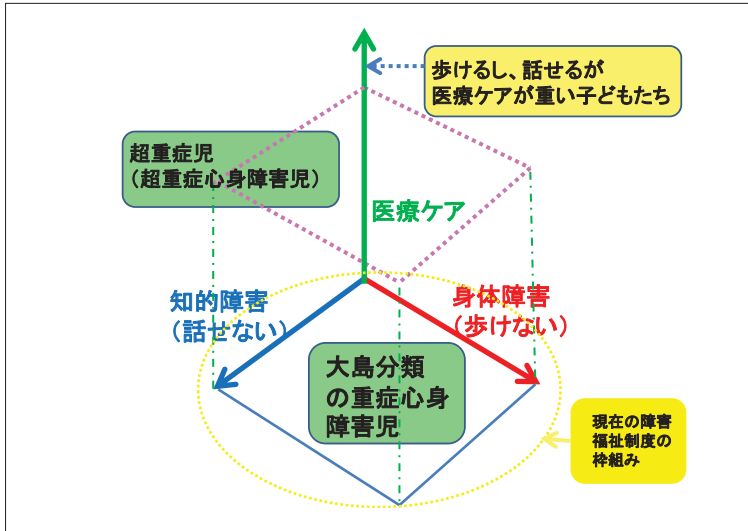 歩けるし、話せるが
医療ケアが重い子どもたち
超重症児
（超重症心身障害児）
医療ケア
知的障害
（話せない）
身体障害
（歩けない）
大島分類
の重症心身
障害児
現在の障害
福祉制度の
枠組み